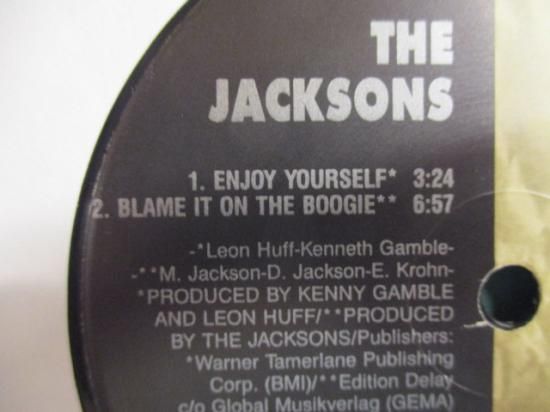 THE
JACKSONS
1. ENJOY YOURSELF* 3:24
2. BLAME IT ON THE BOOGIE** 6:57
-*Leon Huff-Kenneth Gamble-
-**M. Jackson-D. Jackson-E. Krohn-
*PRODUCED BY KENNY GAMBLE
AND LEON HUFF/**PRODUCED
BY THE JACKSONS/Publishers:
*Warner Tamerlane Publishing
Corp. (BMI)/**Edition Delay
c/o Global Musikverlag (GEMA)